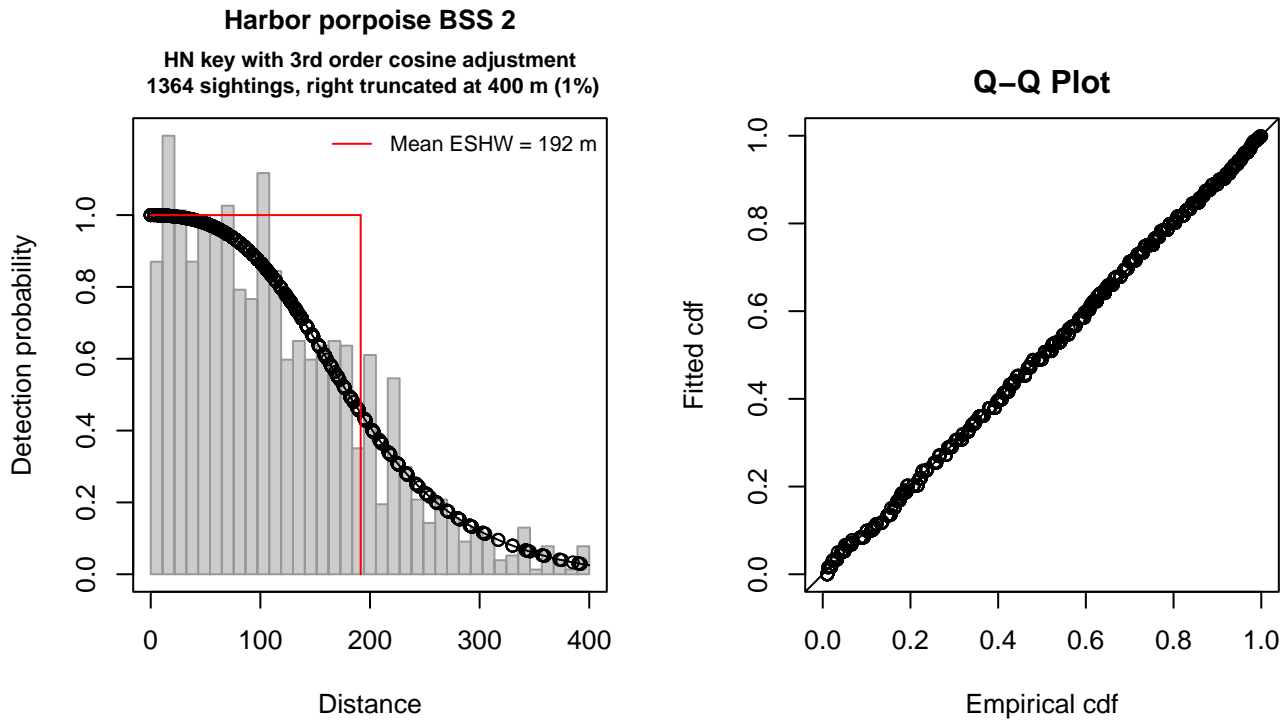 Harbor porpoise BSS 2
HN key with 3rd order cosine adjustment
1364 sightings, right truncated at 400 m (1%)
Mean ESHW = 192 m
Detection probability
0.0
0.2
0.4
0.6
0.8
1.0
0 100 200 300 400
Distance
Q−Q Plot
Fitted cdf
0.0
0.2
0.4
0.6
0.8
1.0
0.0 0.2 0.4 0.6 0.8 1.0
Empirical cdf